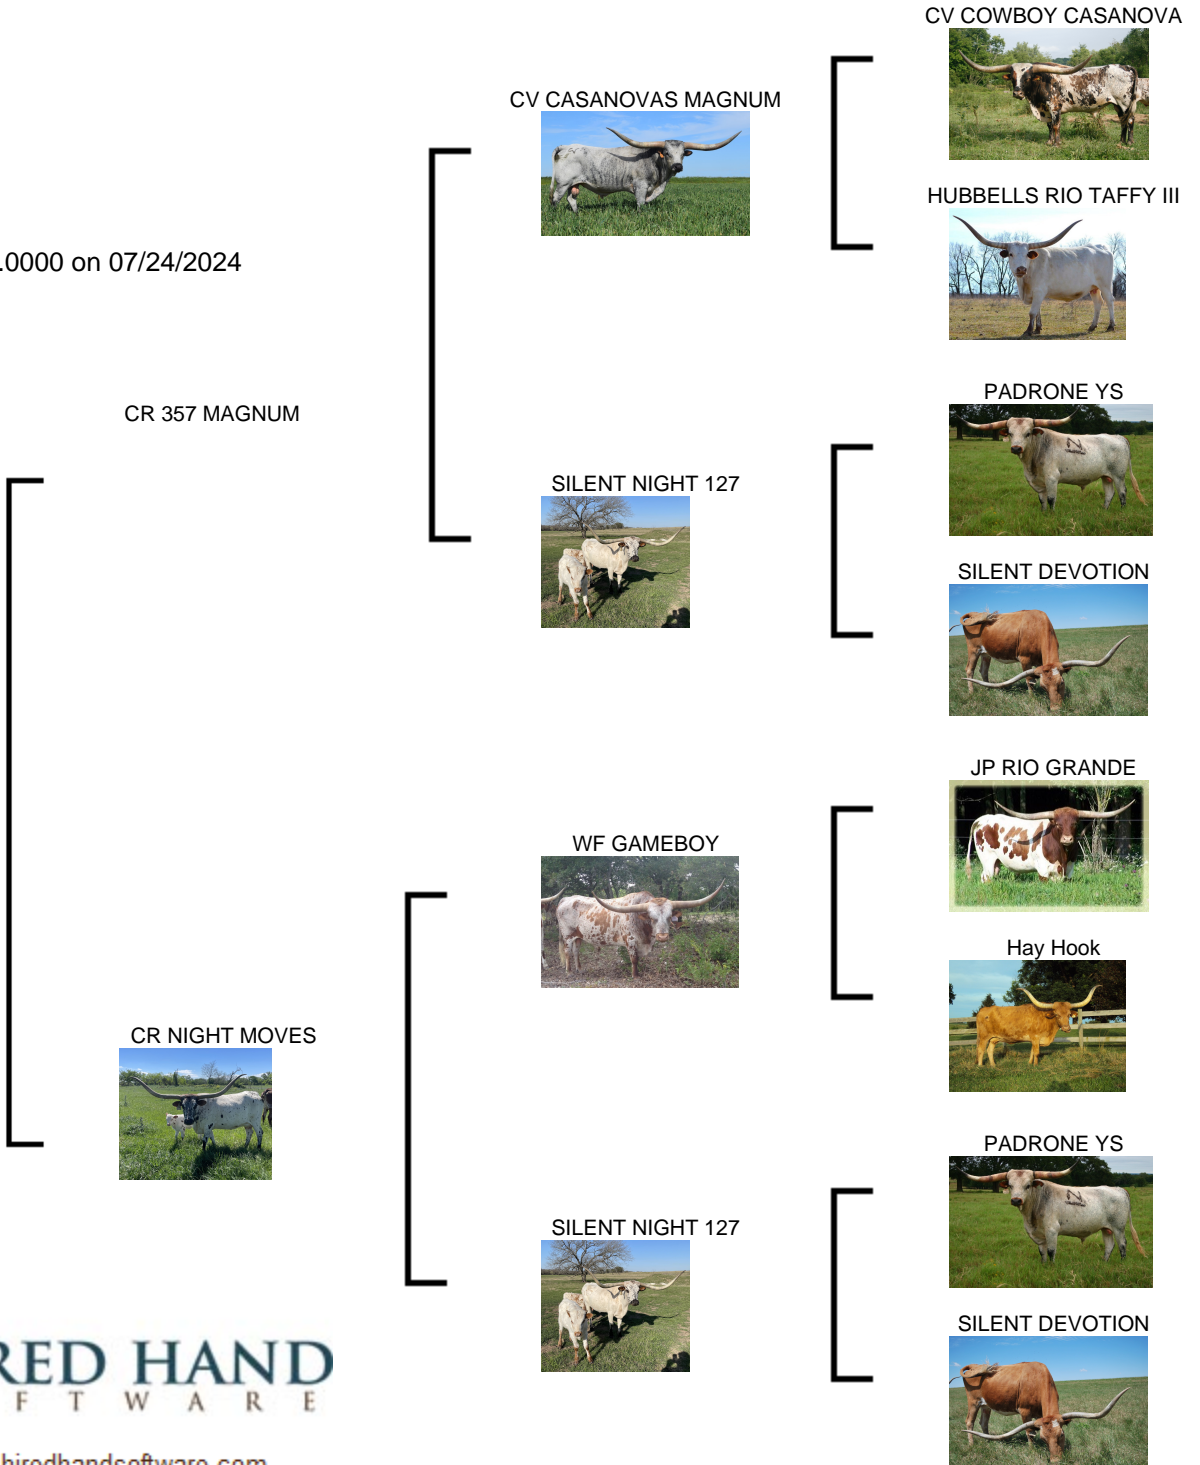 CV COWBOY CASANOVA
CV CASANOVAS MAGNUM
HUBBELLS RIO TAFFY III
.0000 on 07/24/2024
PADRONE YS
CR 357 MAGNUM
SILENT NIGHT 127
SILENT DEVOTION
JP RIO GRANDE
WF GAMEBOY
Hay Hook
CR NIGHT MOVES
PADRONE YS
SILENT NIGHT 127
SILENT DEVOTION
RED HAND
F T W A R E
hiredhandsoftware.com